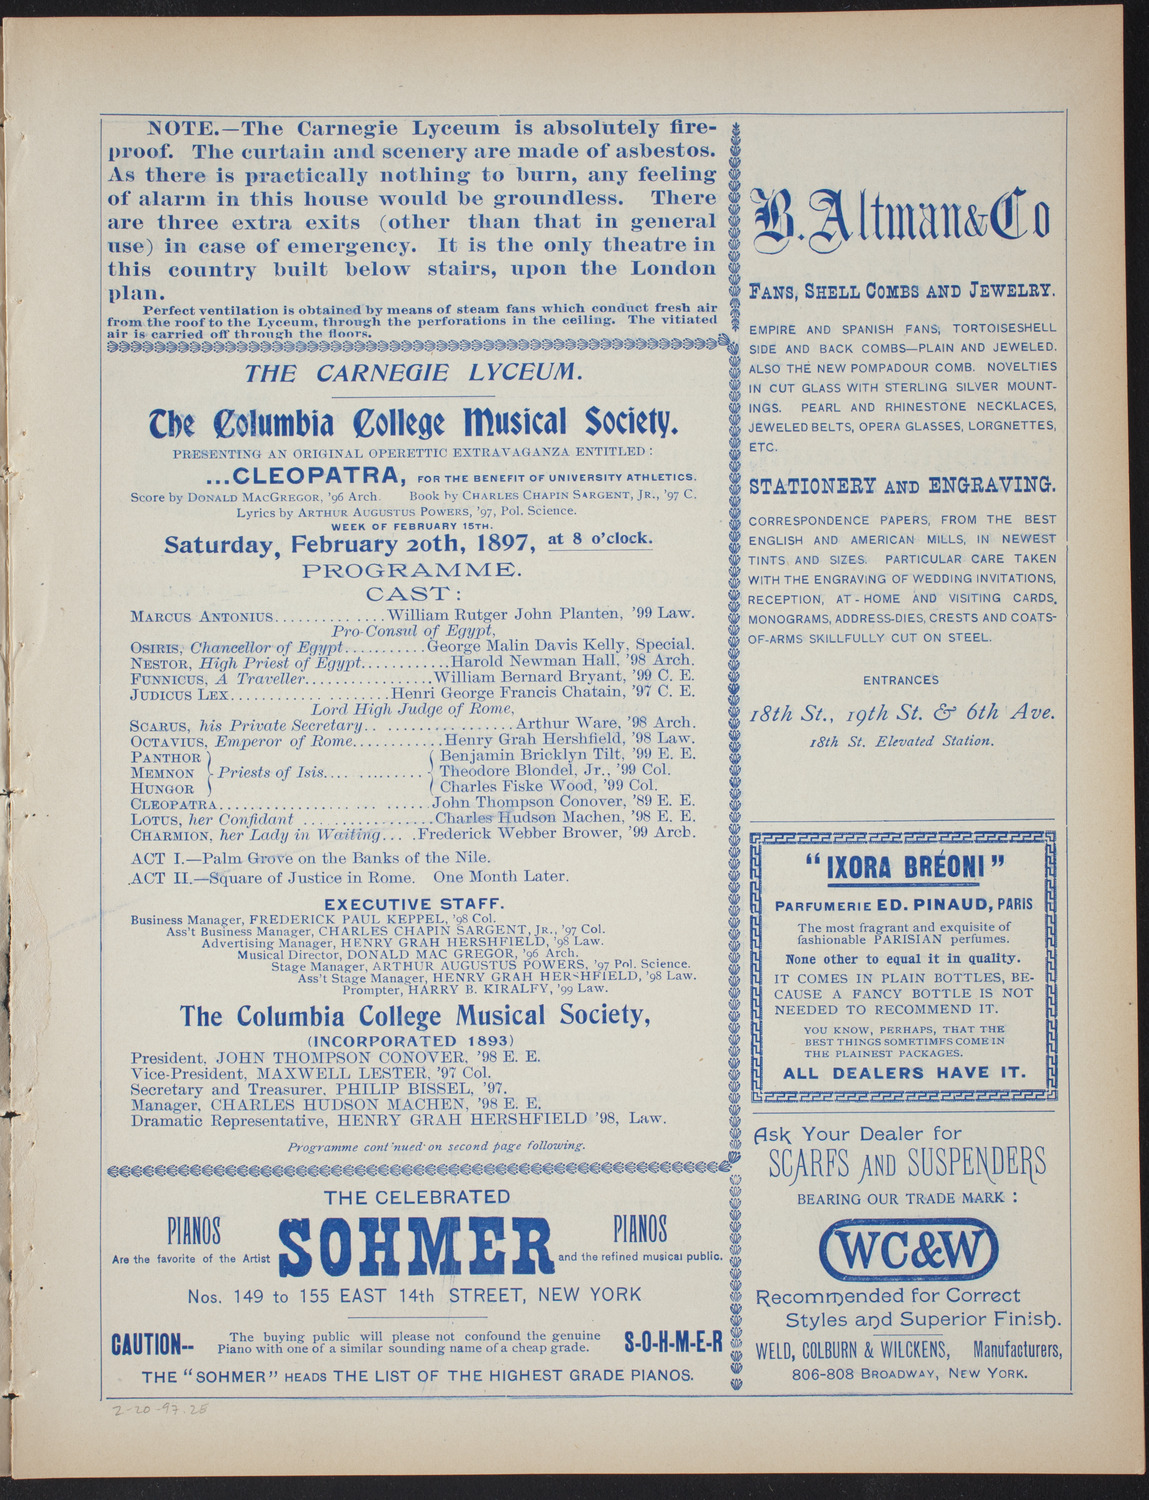 NOTE.—The Carnegie Lyceum is absolutely fire-
proof. The curtain and scenery are made of asbestos.
As there is practically nothing to burn, any feeling
of alarm in this house would be groundless. There
are three extra exits (other than that in general
use) in case of emergency. It is the only theatre in
this country built below stairs, upon the London
plan.
Perfect ventilation is obtained by means of steam fans which conduct fresh air
from the roof to the Lyceum, through the perforations in the ceiling. The vitiated
air is carried off through the floors.
THE CARNEGIE LYCEUM.
The Columbia College Musical Society.
PRESENTING AN ORIGINAL OPERETTIC EXTRAVAGANZA ENTITLED:
...CLEOPATRA, FOR THE BENEFIT OF UNIVERSITY ATHLETICS.
Score by DONALD MACGREGOR, '96 Arch. Book by CHARLES CHAPIN SARGENT, JR., '97 C.
Lyrics by ARTHUR AUGUSTUS POWERS, '97, Pol. Science.
WEEK OF FEBRUARY 15TH.
Saturday, February 20th, 1897, at 8 o'clock.
PROGRAMME.
CAST:
MARCUS ANTONIUS.......... ....William Rutger John Planten, '99 Law.
Pro-Consul of Egypt,
OSIRIS, Chancellor of Egypt...........George Malin Davis Kelly, Special.
NESTOR, High Priest of Egypt............Harold Newman Hall, '98 Arch.
FUNNICUS, A Traveller.................William Bernard Bryant, '99 C. E.
JUDICUS LEX.....................Henri George Francis Chatain, '97 C. E.
Lord High Judge of Rome,
SCARUS, his Private Secretary.. .................Arthur Ware, '98 Arch.
OCTAVIUS, Emperor of Rome............Henry Grah Hershfield, '98 Law.
PANTHOR } { Benjamin Bricklyn Tilt, '99 E. E.
MEMNON } Priests of Isis.... ............. { Theodore Blondel, Jr., '99 Col.
HUNGOR } { Charles Fiske Wood, '99 Col.
CLEOPATRA.................... ........John Thompson Conover, '89 E. E.
LOTUS, her Confidant .................Charles Hudson Machen, '98 E. E.
CHARMION, her Lady in Waiting... .Frederick Webber Brower, '99 Arch.
ACT I.—Palm Grove on the Banks of the Nile.
ACT II.—Square of Justice in Rome. One Month Later.
EXECUTIVE STAFF.
Business Manager, FREDERICK PAUL KEPPEL, '98 Col.
Ass't Business Manager, CHARLES CHAPIN SARGENT, JR., '97 Col.
Advertising Manager, HENRY GRAH HERSHFIELD, '98 Law.
Musical Director, DONALD MAC GREGOR, '96 Arch.
Stage Manager, ARTHUR AUGUSTUS POWERS, '97 Pol. Science.
Ass't Stage Manager, HENRY GRAH HERSHFIELD, '98 Law.
Prompter, HARRY B. KIRALFY, '99 Law.
The Columbia College Musical Society,
(INCORPORATED 1893)
President, JOHN THOMPSON CONOVER, '98 E. E.
Vice-President, MAXWELL LESTER, '97 Col.
Secretary and Treasurer, PHILIP BISSEL, '97.
Manager, CHARLES HUDSON MACHEN, '98 E. E.
Dramatic Representative, HENRY GRAH HERSHFIELD '98, Law.
Programme cont'nued on second page following.
THE CELEBRATED
PIANOS SOHMER PIANOS
Are the favorite of the Artist and the refined musical public.
Nos. 149 to 155 EAST 14th STREET, NEW YORK
CAUTION-- The buying public will please not confound the genuine S-O-H-M-E-R
Piano with one of a similar sounding name of a cheap grade.
THE "SOHMER" HEADS THE LIST OF THE HIGHEST GRADE PIANOS.
2-20-97.28
B. Altman & Co
FANS, SHELL COMBS AND JEWELRY.
EMPIRE AND SPANISH FANS, TORTOISESHELL
SIDE AND BACK COMBS—PLAIN AND JEWELED.
ALSO THE NEW POMPADOUR COMB. NOVELTIES
IN CUT GLASS WITH STERLING SILVER MOUNT-
INGS. PEARL AND RHINESTONE NECKLACES,
JEWELED BELTS, OPERA GLASSES, LORGNETTES,
ETC.
STATIONERY AND ENGRAVING.
CORRESPONDENCE PAPERS, FROM THE BEST
ENGLISH AND AMERICAN MILLS, IN NEWEST
TINTS AND SIZES. PARTICULAR CARE TAKEN
WITH THE ENGRAVING OF WEDDING INVITATIONS,
RECEPTION, AT-HOME AND VISITING CARDS,
MONOGRAMS, ADDRESS-DIES, CRESTS AND COATS-
OF-ARMS SKILLFULLY CUT ON STEEL.
ENTRANCES
18th St., 19th St. & 6th Ave.
18th St. Elevated Station.
"IXORA BRÉONI"
PARFUMERIE ED. PINAUD, PARIS
The most fragrant and exquisite of
fashionable PARISIAN perfumes.
None other to equal it in quality.
IT COMES IN PLAIN BOTTLES, BE-
CAUSE A FANCY BOTTLE IS NOT
NEEDED TO RECOMMEND IT.
YOU KNOW, PERHAPS, THAT THE
BEST THINGS SOMETIMES COME IN
THE PLAINEST PACKAGES.
ALL DEALERS HAVE IT.
Ask Your Dealer for
SCARFS AND SUSPENDERS
BEARING OUR TRADE MARK:
WC&W
Recommended for Correct
Styles and Superior Finish.
WELD, COLBURN & WILCKENS, Manufacturers,
806-808 BROADWAY, NEW YORK.